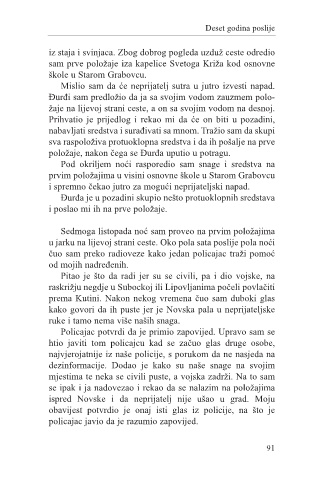 Deset godina poslije
iz staja i svinjaca. Zbog dobrog pogleda uzduž ceste odredio
sam prve položaje iza kapelice Svetoga Križa kod osnovne
škole u Starom Grabovcu.
Mislio sam da će neprijatelj sutra u jutro izvesti napad.
Đurđi sam predložio da ja sa svojim vodom zauzmem polo-
žaje na lijevoj strani ceste, a on sa svojim vodom na desnoj.
Prihvatio je prijedlog i rekao mi da će on biti u pozadini,
nabavljati sredstva i surađivati sa mnom. Tražio sam da skupi
sva raspoloživa protuoklopna sredstva i da ih pošalje na prve
položaje, nakon čega se Đurđa uputio u potragu.
Pod okriljem noći rasporedio sam snage i sredstva na
prvim položajima u visini osnovne škole u Starom Grabovcu
i spremno čekao jutro za mogući neprijateljski napad.
Đurđa je u pozadini skupio nešto protuoklopnih sredstava
i poslao mi ih na prve položaje.
Sedmoga listopada noć sam proveo na prvim položajima
u jarku na lijevoj strani ceste. Oko pola sata poslije pola noći
čuo sam preko radioveze kako jedan policajac traži pomoć
od mojih nadređenih.
Pitao je što da radi jer su se civili, pa i dio vojske, na
raskrižju negdje u Subockoj ili Lipovljanima počeli povlačiti
prema Kutini. Nakon nekog vremena čuo sam duboki glas
kako govori da ih puste jer je Novska pala u neprijateljske
ruke i tamo nema više naših snaga.
Policajac potvrdi da je primio zapovijed. Upravo sam se
htio javiti tom policajcu kad se začuo glas druge osobe,
najvjerojatnije iz naše policije, s porukom da ne nasjeda na
dezinformacije. Dodao je kako su naše snage na svojim
mjestima te neka se civili puste, a vojska zadrži. Na to sam
se ipak i ja nadovezao i rekao da se nalazim na položajima
ispred Novske i da neprijatelj nije ušao u grad. Moju
obavijest potvrdio je onaj isti glas iz policije, na što je
policajac javio da je razumio zapovijed.
91